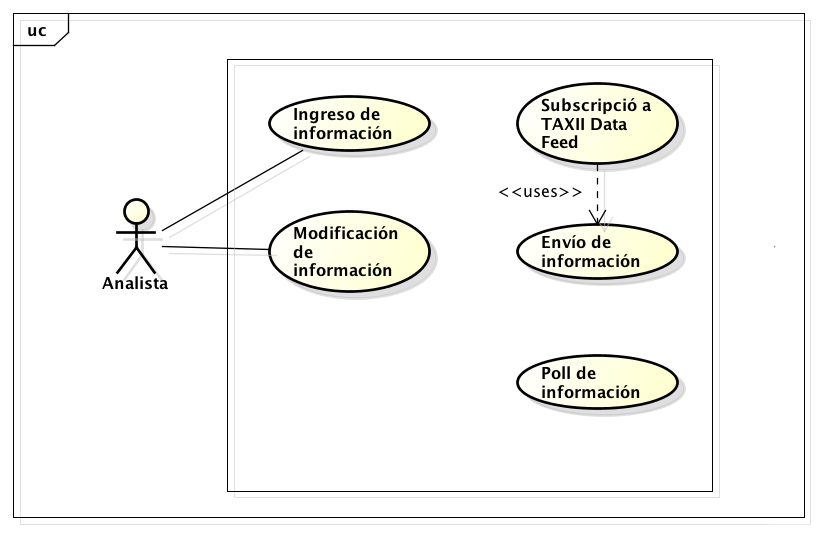 uc
Ingreso de
información
Subscripció a
TAXII Data
Feed
<<uses>>
Modificación
de
información
Envío de
información
Analista
Poll de
información